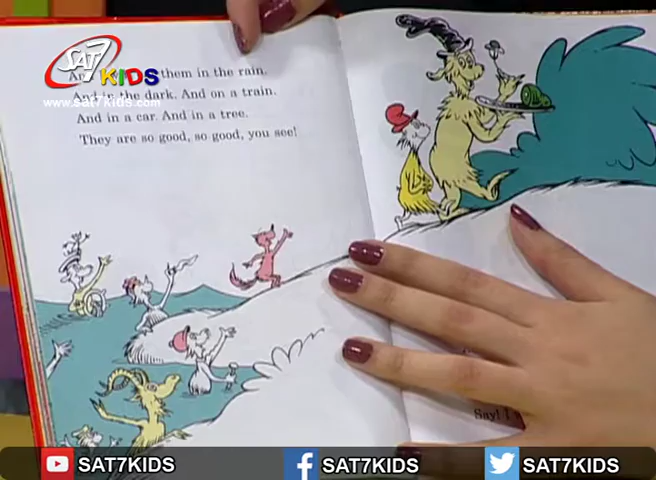 SAT7
KIDS
www.sat7kids.com
them in the rain.
And in the dark. And on a train.
And in a car. And in a tree.
They are so good, so good, you see!
Say! I
SAT7KIDS
SAT7KIDS
SAT7KIDS